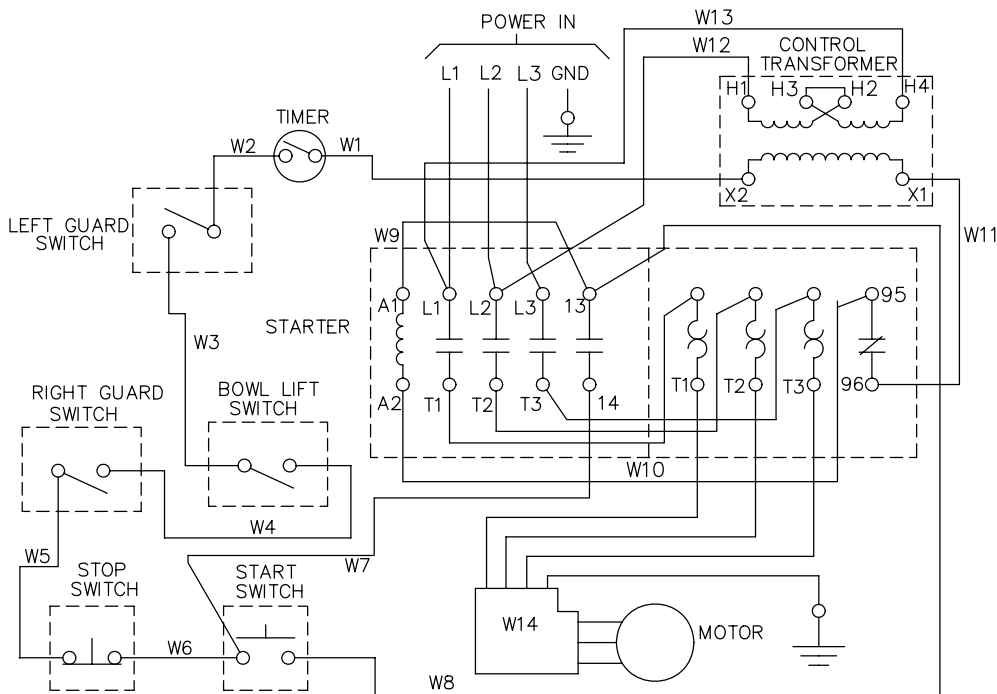 POWER IN
W13
W12
CONTROL
TRANSFORMER
L1 L2 L3 GND
H1 H3 H2 H4
TIMER
W2
W1
X2 X1
LEFT GUARD
SWITCH
W9
W11
STARTER
A1 L1 L2 L3 13
95
W3
RIGHT GUARD
SWITCH
BOWL LIFT
SWITCH
A2 T1 T2 T3 14
T1 T2 T3 96
W10
W4
W5
W7
STOP
SWITCH
START
SWITCH
W14
MOTOR
W6
W8